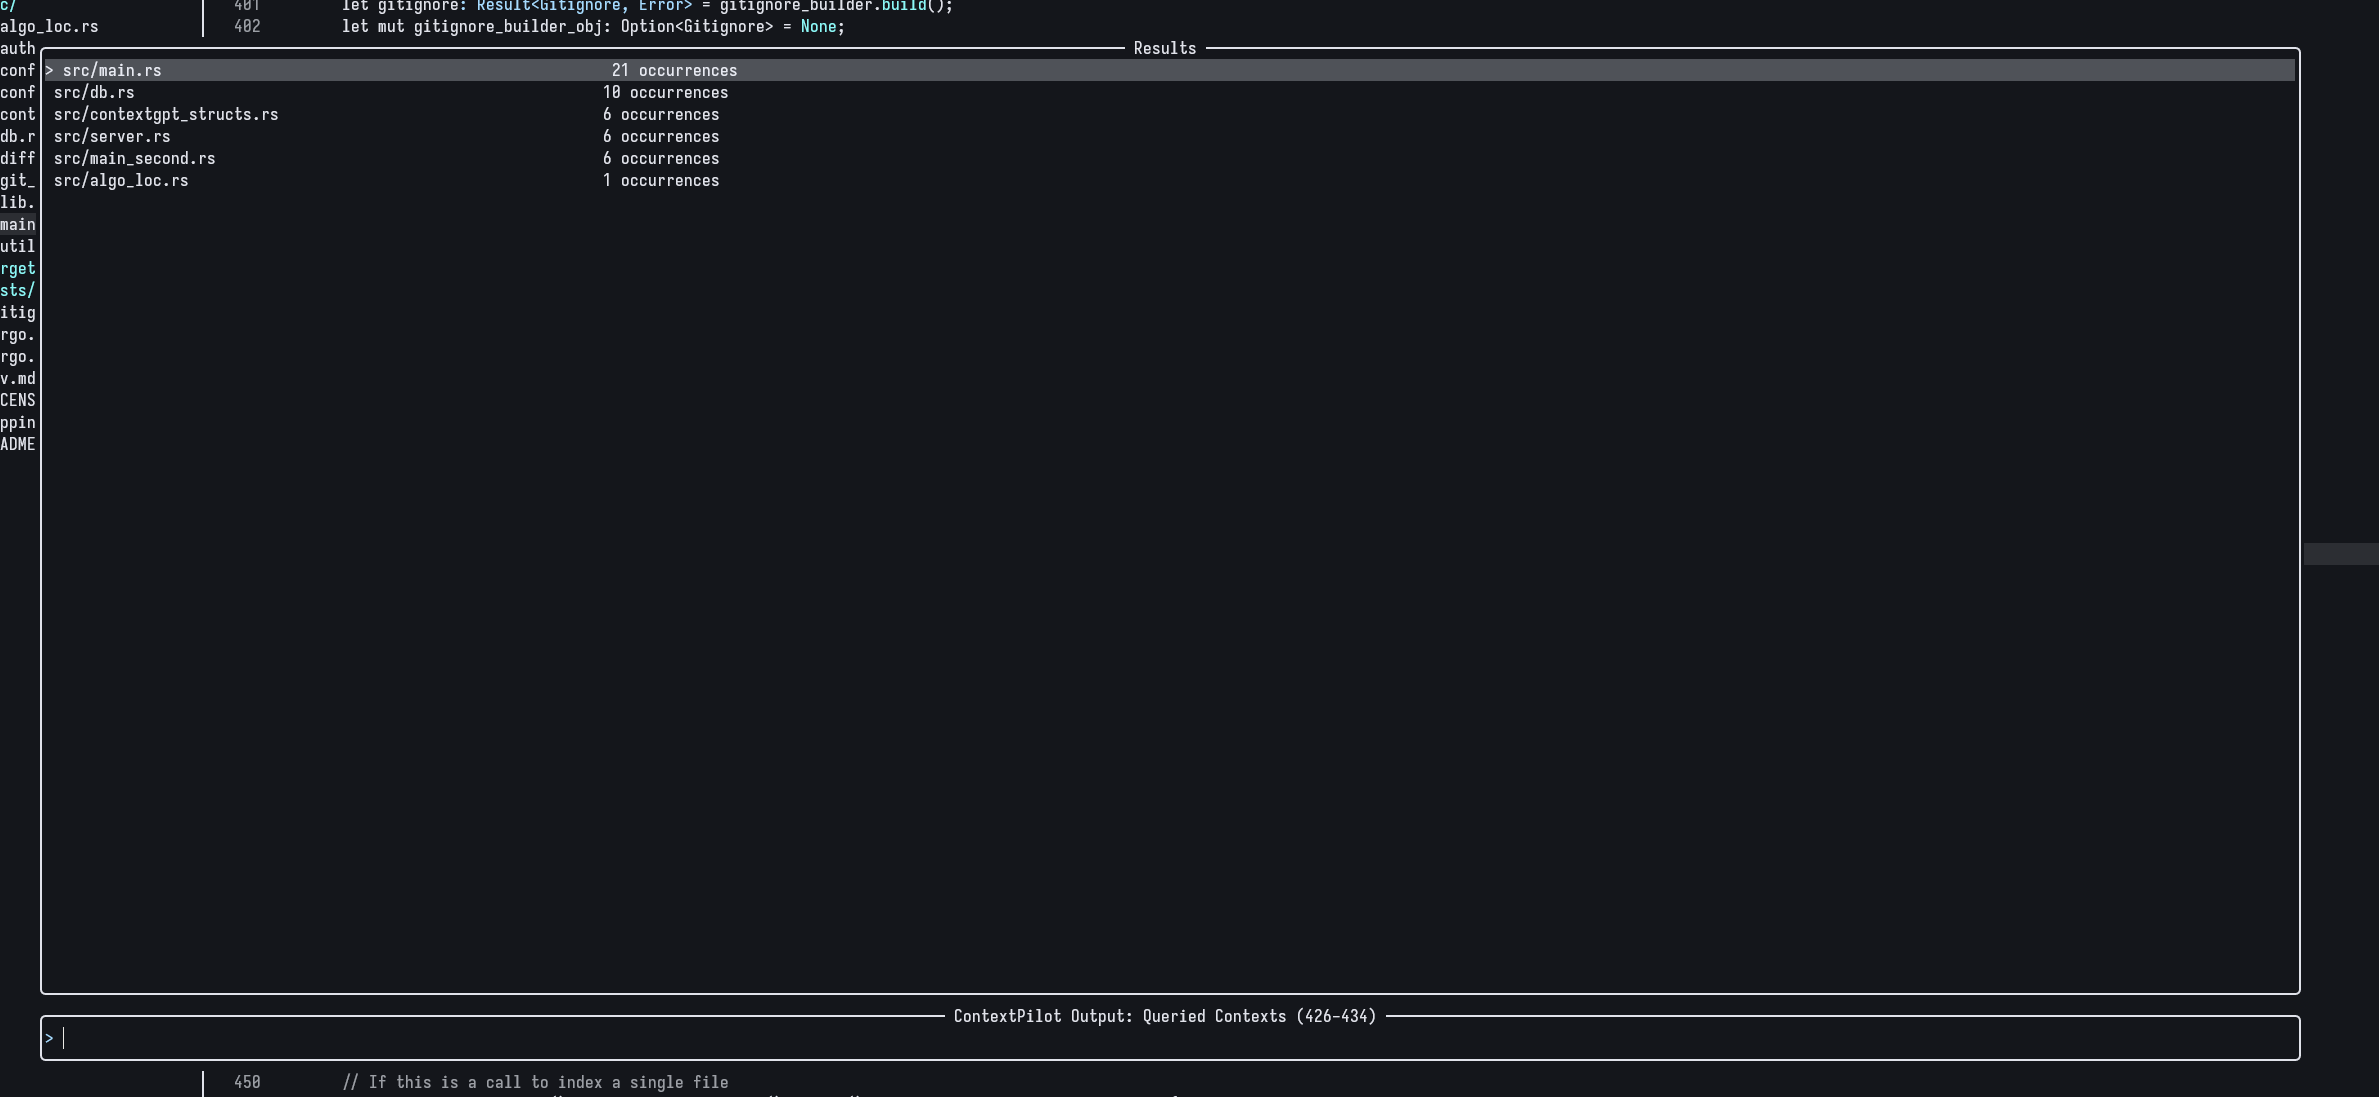 c/ 401 let gitignore: Result<Gitignore, Error> = gitignore_builder.build();
algo_loc.rs 402 let mut gitignore_builder_obj: Option<Gitignore> = None;
auth Results
conf > src/main.rs 21 occurrences
conf src/db.rs 10 occurrences
cont src/contextgpt_structs.rs 6 occurrences
db.r src/server.rs 6 occurrences
diff src/main_second.rs 6 occurrences
git_ src/algo_loc.rs 1 occurrences
lib.
main
util
rget
sts/
itig
rgo.
rgo.
v.md
CENS
ppin
ADME
ContextPilot Output: Queried Contexts (426-434)
>
450 // If this is a call to index a single file